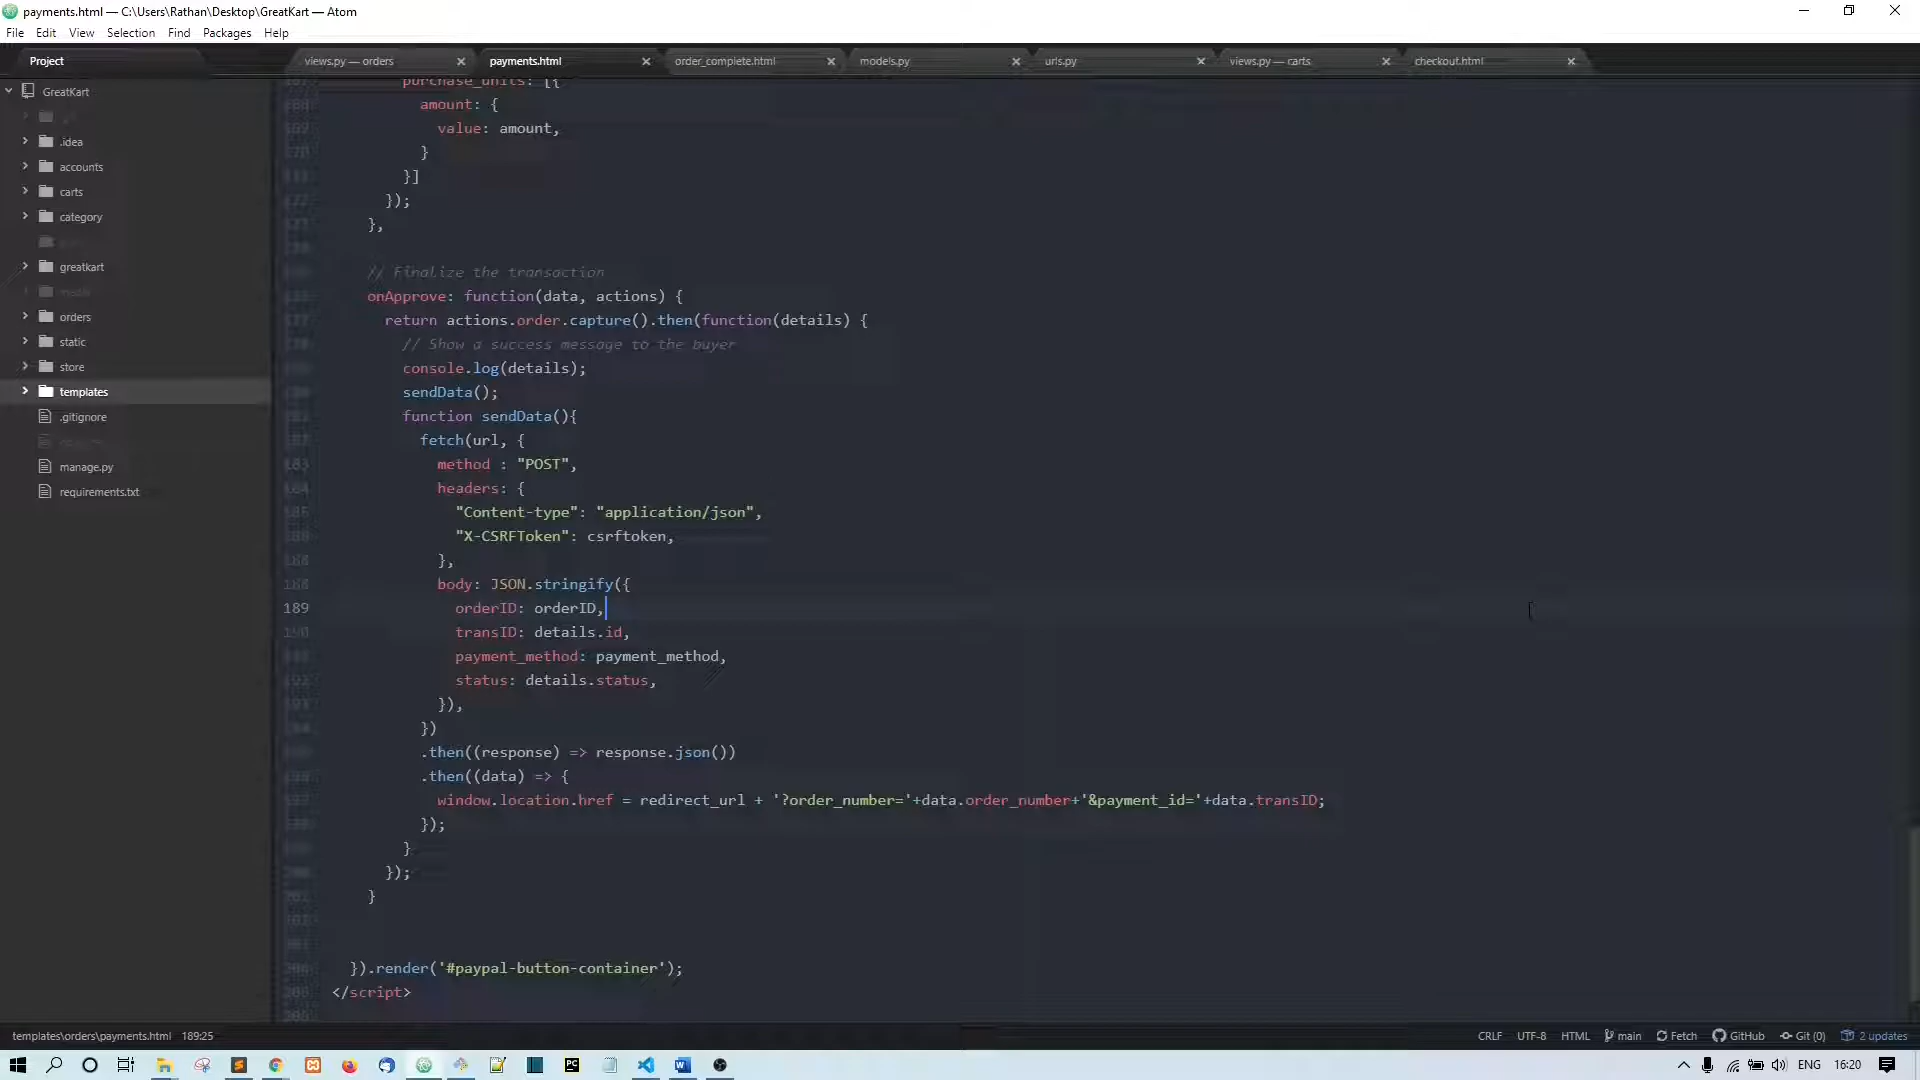 payments.html — C:\Users\Rathan\Desktop\GreatKart — Atom
File Edit View Selection Find Packages Help
Project
views.py — orders
payments.html
order_complete.html
models.py
urls.py
views.py — carts
checkout.html
GreatKart
.idea
accounts
carts
category
greatkart
orders
static
store
templates
.gitignore
manage.py
requirements.txt
purchase_units: [{
amount: {
value: amount,
}
}]
});
},
// Finalize the transaction
onApprove: function(data, actions) {
return actions.order.capture().then(function(details) {
// Show a success message to the buyer
console.log(details);
sendData();
function sendData(){
fetch(url, {
method : "POST",
headers: {
"Content-type": "application/json",
"X-CSRFToken": csrftoken,
},
body: JSON.stringify({
189 orderID: orderID,
transID: details.id,
payment_method: payment_method,
status: details.status,
}),
})
.then((response) => response.json())
.then((data) => {
window.location.href = redirect_url + '?order_number='+data.order_number+'&payment_id='+data.transID;
});
}
});
}
}).render('#paypal-button-container');
</script>
templates\orders\payments.html 189:25
CRLF UTF-8 HTML main Fetch GitHub Git (0) 2 updates
ENG 16:20